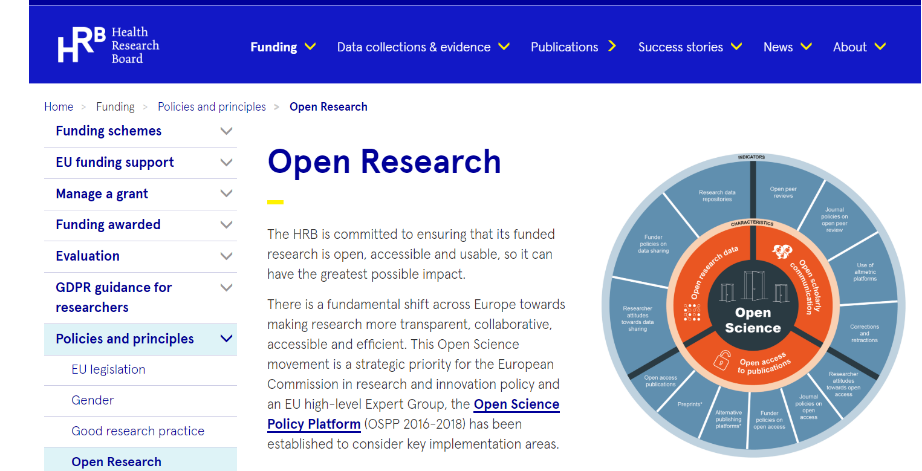 HRB Health
Research
Board
Funding Data collections & evidence Publications Success stories News About
Home > Funding > Policies and principles > Open Research
Funding schemes
EU funding support
Manage a grant
Funding awarded
Evaluation
GDPR guidance for
researchers
Policies and principles
EU legislation
Gender
Good research practice
Open Research
Open Research
The HRB is committed to ensuring that its funded
research is open, accessible and usable, so it can
have the greatest possible impact.
There is a fundamental shift across Europe towards
making research more transparent, collaborative,
accessible and efficient. This Open Science
movement is a strategic priority for the European
Commission in research and innovation policy and
an EU high-level Expert Group, the Open Science
Policy Platform (OSPP 2016-2018) has been
established to consider key implementation areas.
INDICATORS
Research data
repositories
Open peer
reviews
Journal
policies on
open peer
review
Funder
policies on
data sharing
Use of
altmetric
platforms
Researcher
attitudes
towards data
sharing
Corrections
and
retractions
CHARACTERISTICS
Open research data
Open scholarly
communication
Open
Science
Open access
to publications
Open access
publications
Preprints*
Alternative
publishing
platforms*
Funder
policies on
open access
Journal
policies on
open
access
Researcher
attitudes
towards open
access